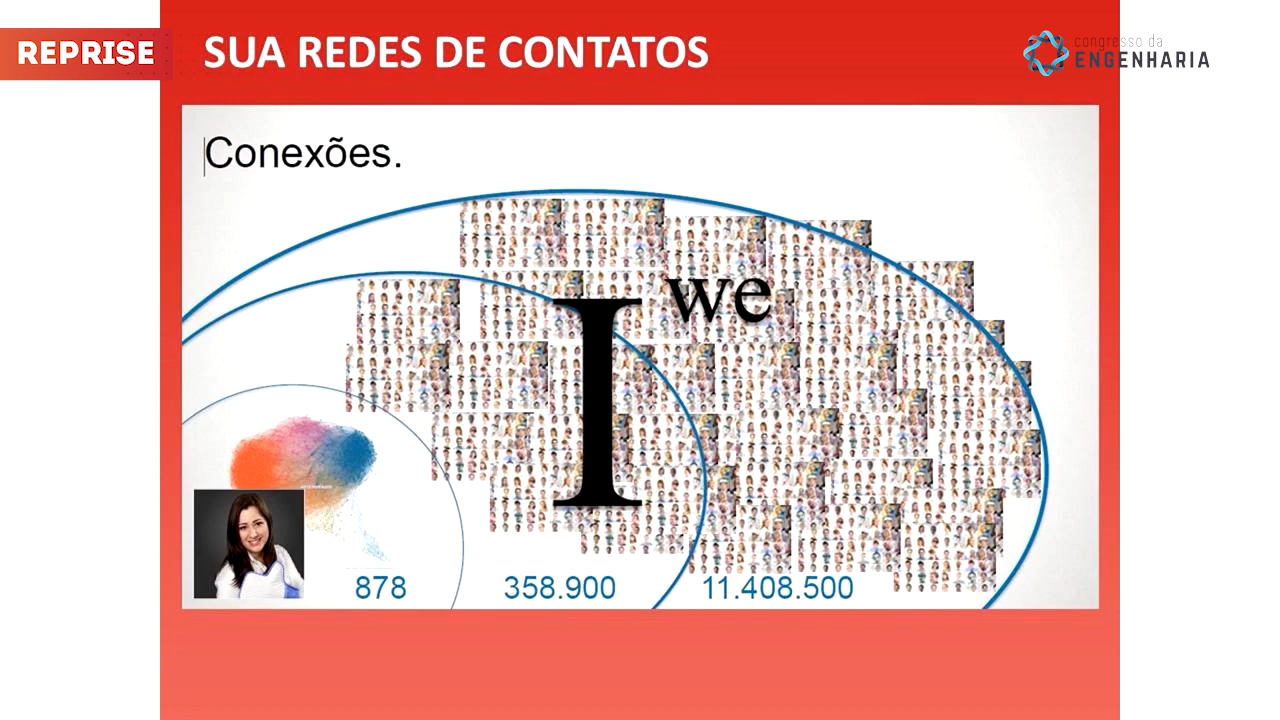 REPRISE
SUA REDES DE CONTATOS
congresso da
ENGENHARIA
Conexões.
I we
878
358.900
11.408.500